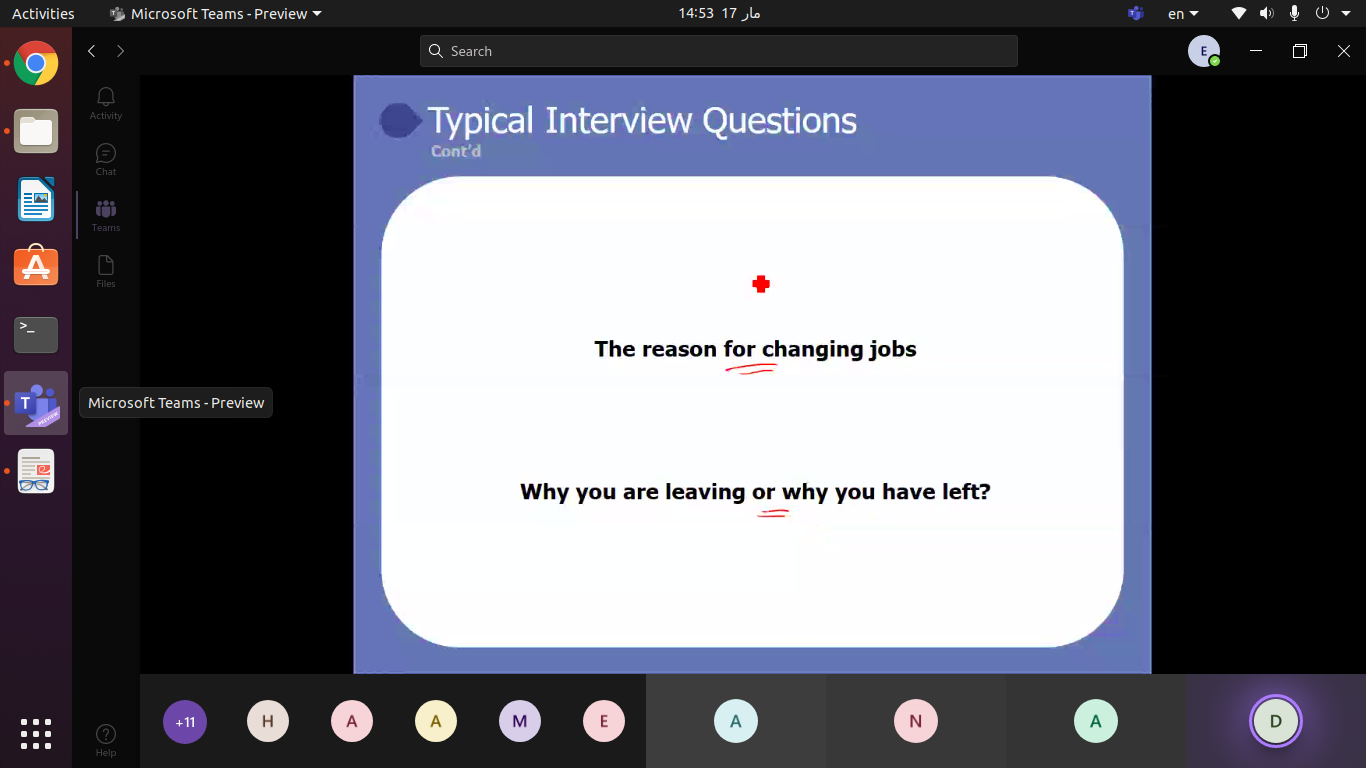 Activities
Microsoft Teams - Preview
14:53 17 مار
en
Search
E
Activity
Chat
Teams
Files
Help
>_
T
PREVIEW
Microsoft Teams - Preview
Typical Interview Questions
Cont'd
The reason for changing jobs
Why you are leaving or why you have left?
+11
H
A
A
M
E
A
N
A
D